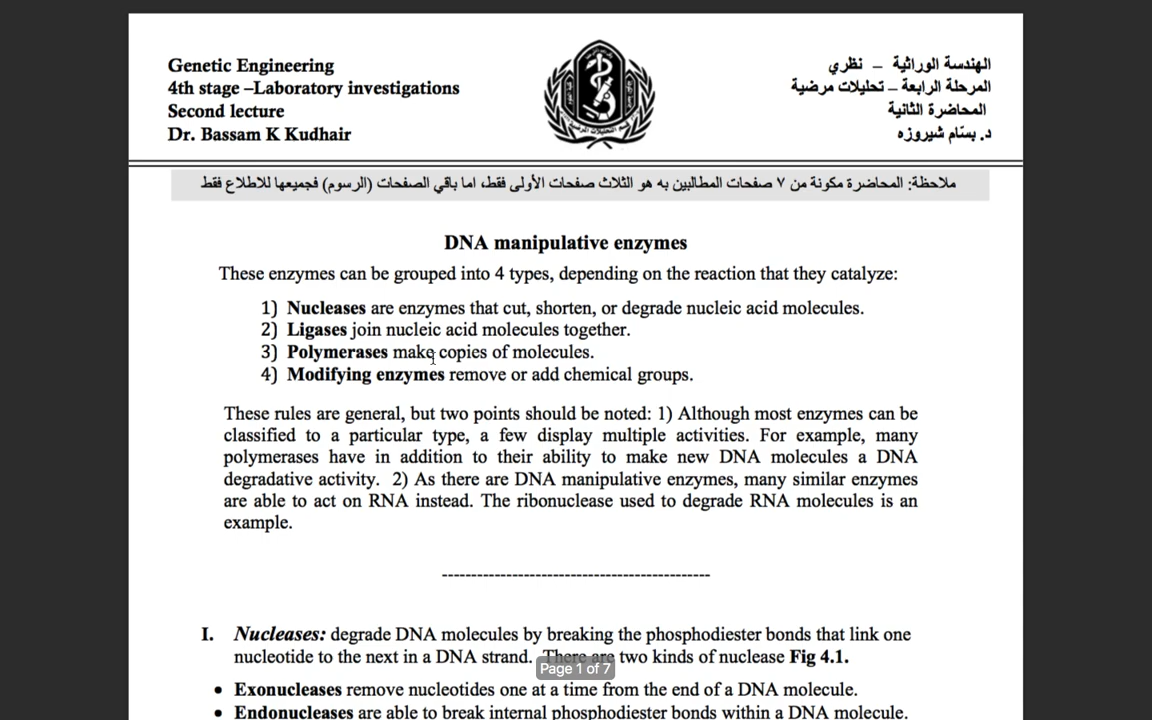 Genetic Engineering
4th stage –Laboratory investigations
Second lecture
Dr. Bassam K Kudhair
الهندسة الوراثية – نظري
المرحلة الرابعة – تحليلات مرضية
المحاضرة الثانية
د. بسّام شيروزه
ملاحظة: المحاضرة مكونة من ٧ صفحات المطالبين به هو الثلاث صفحات الأولى فقط، اما باقي الصفحات (الرسوم) فجميعها للاطلاع فقط
DNA manipulative enzymes
These enzymes can be grouped into 4 types, depending on the reaction that they catalyze:
1) Nucleases are enzymes that cut, shorten, or degrade nucleic acid molecules.
2) Ligases join nucleic acid molecules together.
3) Polymerases make copies of molecules.
4) Modifying enzymes remove or add chemical groups.
These rules are general, but two points should be noted: 1) Although most enzymes can be
classified to a particular type, a few display multiple activities. For example, many
polymerases have in addition to their ability to make new DNA molecules a DNA
degradative activity. 2) As there are DNA manipulative enzymes, many similar enzymes
are able to act on RNA instead. The ribonuclease used to degrade RNA molecules is an
example.
----------------------------------------------
I. Nucleases: degrade DNA molecules by breaking the phosphodiester bonds that link one
nucleotide to the next in a DNA strand. There are two kinds of nuclease Fig 4.1.
Page 1 of 7
• Exonucleases remove nucleotides one at a time from the end of a DNA molecule.
• Endonucleases are able to break internal phosphodiester bonds within a DNA molecule.